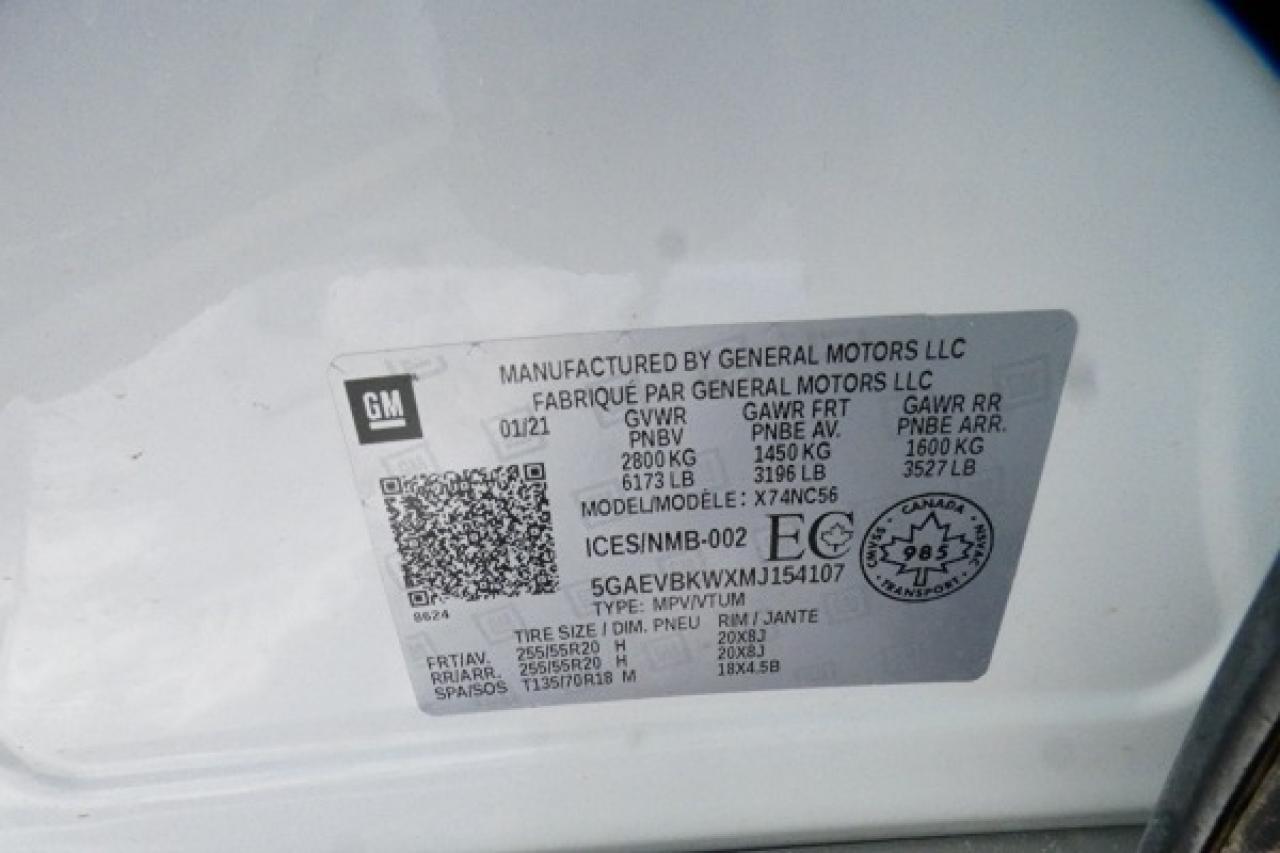 MANUFACTURED BY GENERAL MOTORS LLC
FABRIQUÉ PAR GENERAL MOTORS LLC
GM
01/21
GVWR GAWR FRT GAWR RR
PNBV PNBE AV. PNBE ARR.
2800 KG 1450 KG 1600 KG
6173 LB 3196 LB 3527 LB
MODEL/MODÈLE: X74NC56
ICES/NMB-002 EC
CANADA
CMVSS 985 NSVAC
TRANSPORT
5GAEVBKWXMJ154107
8624
TYPE: MPV/VTUM
TIRE SIZE / DIM. PNEU RIM / JANTE
FRT/AV. 255/55R20 H 20X8J
RR/ARR. 255/55R20 H 20X8J
SPA/SOS T135/70R18 M 18X4.5B